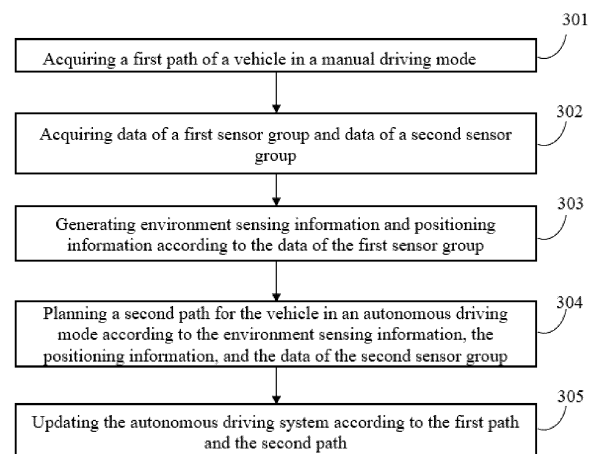 301
Acquiring a first path of a vehicle in a manual driving mode
302
Acquiring data of a first sensor group and data of a second sensor
group
303
Generating environment sensing information and positioning
information according to the data of the first sensor group
304
Planning a second path for the vehicle in an autonomous driving
mode according to the environment sensing information, the
positioning information, and the data of the second sensor group
305
Updating the autonomous driving system according to the first path
and the second path